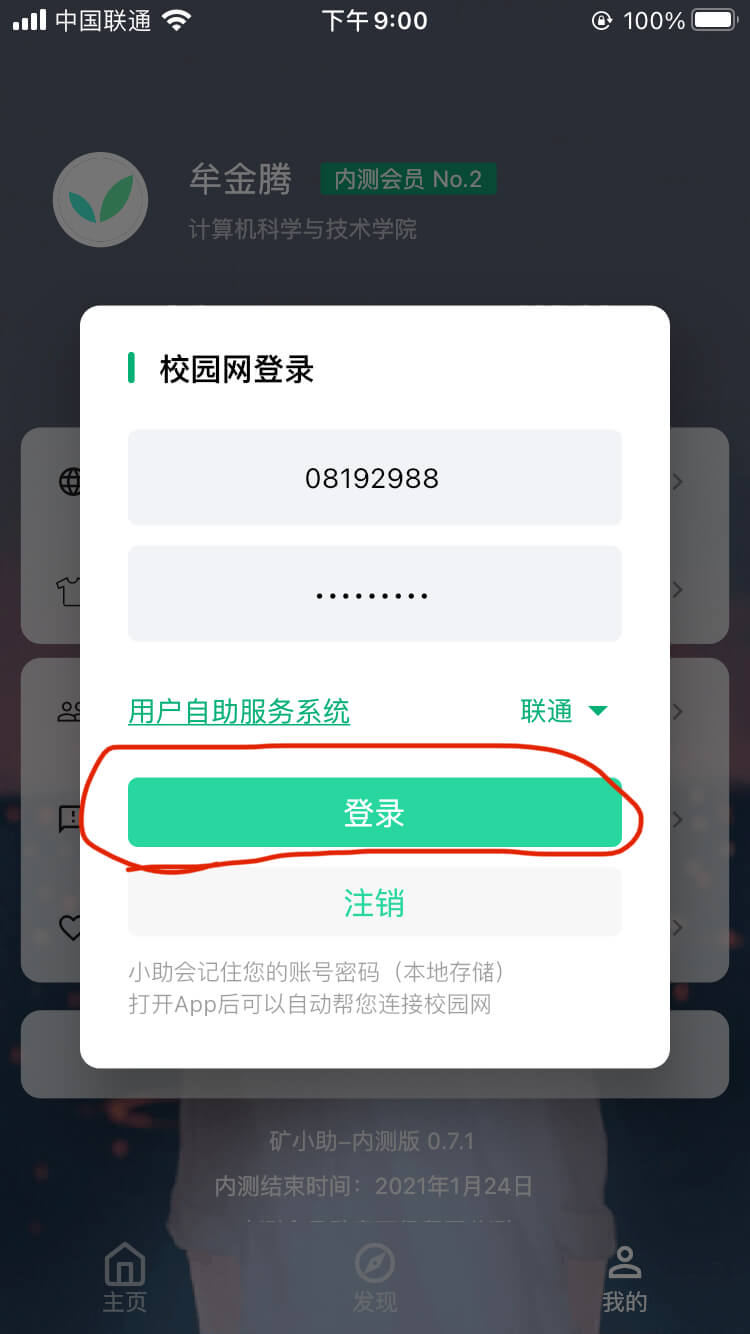 中国联通 下午9:00 100%
牟金腾 内测会员 No.2
计算机科学与技术学院
校园网登录
08192988
•••••••••
用户自助服务系统 联通
登录
注销
小助会记住您的账号密码（本地存储）
打开App后可以自动帮您连接校园网
矿小助-内测版 0.7.1
内测结束时间：2021年1月24日
主页 发现 我的